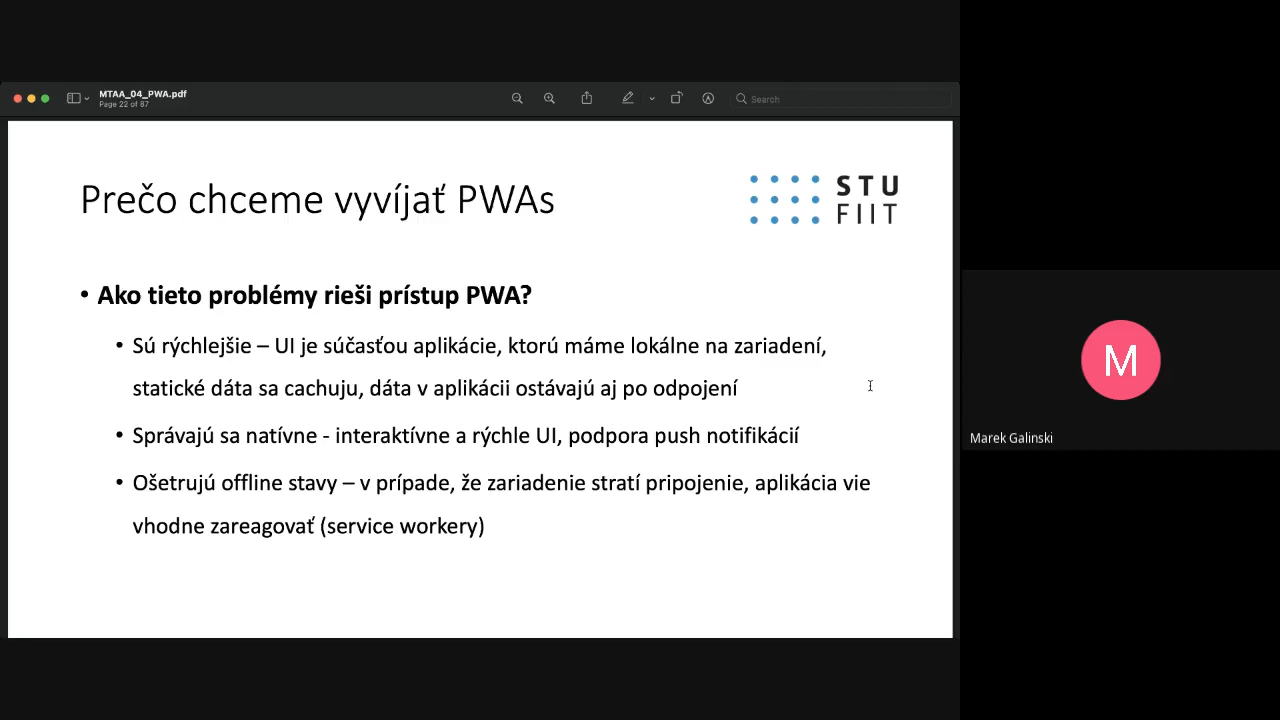 MTAA_04_PWA.pdf
Page 22 of 87
Search
Prečo chceme vyvíjať PWAs
STU
FIIT
• Ako tieto problémy rieši prístup PWA?
• Sú rýchlejšie – UI je súčasťou aplikácie, ktorú máme lokálne na zariadení,
statické dáta sa cachuju, dáta v aplikácii ostávajú aj po odpojení
• Správajú sa natívne - interaktívne a rýchle UI, podpora push notifikácií
• Ošetrujú offline stavy – v prípade, že zariadenie stratí pripojenie, aplikácia vie
vhodne zareagovať (service workery)
M
Marek Galinski